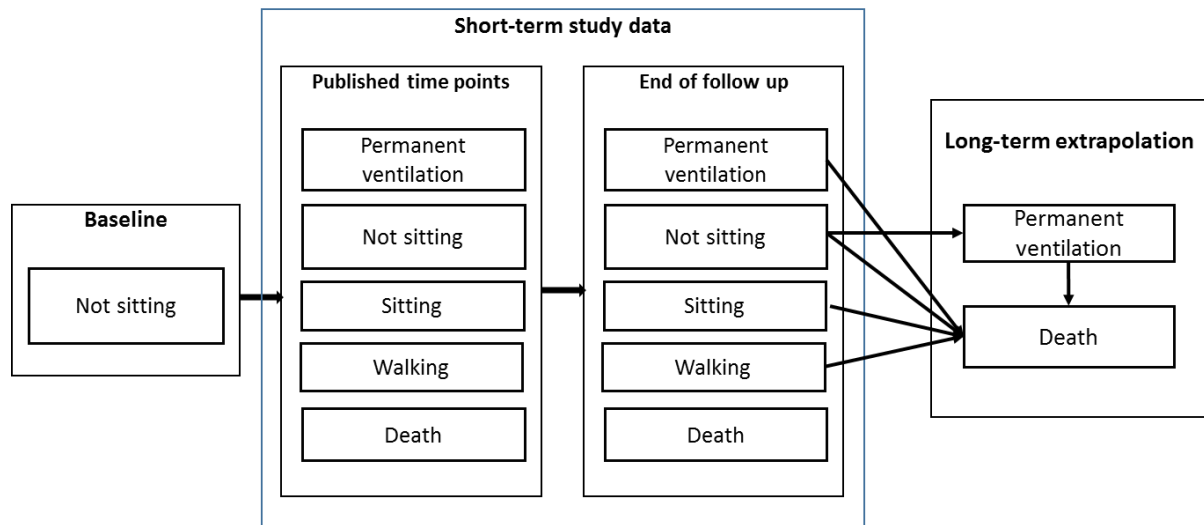 Short-term study data
Baseline
Not sitting
Published time points
Permanent
ventilation
Not sitting
Sitting
Walking
Death
End of follow up
Permanent
ventilation
Not sitting
Sitting
Walking
Death
Long-term extrapolation
Permanent
ventilation
Death